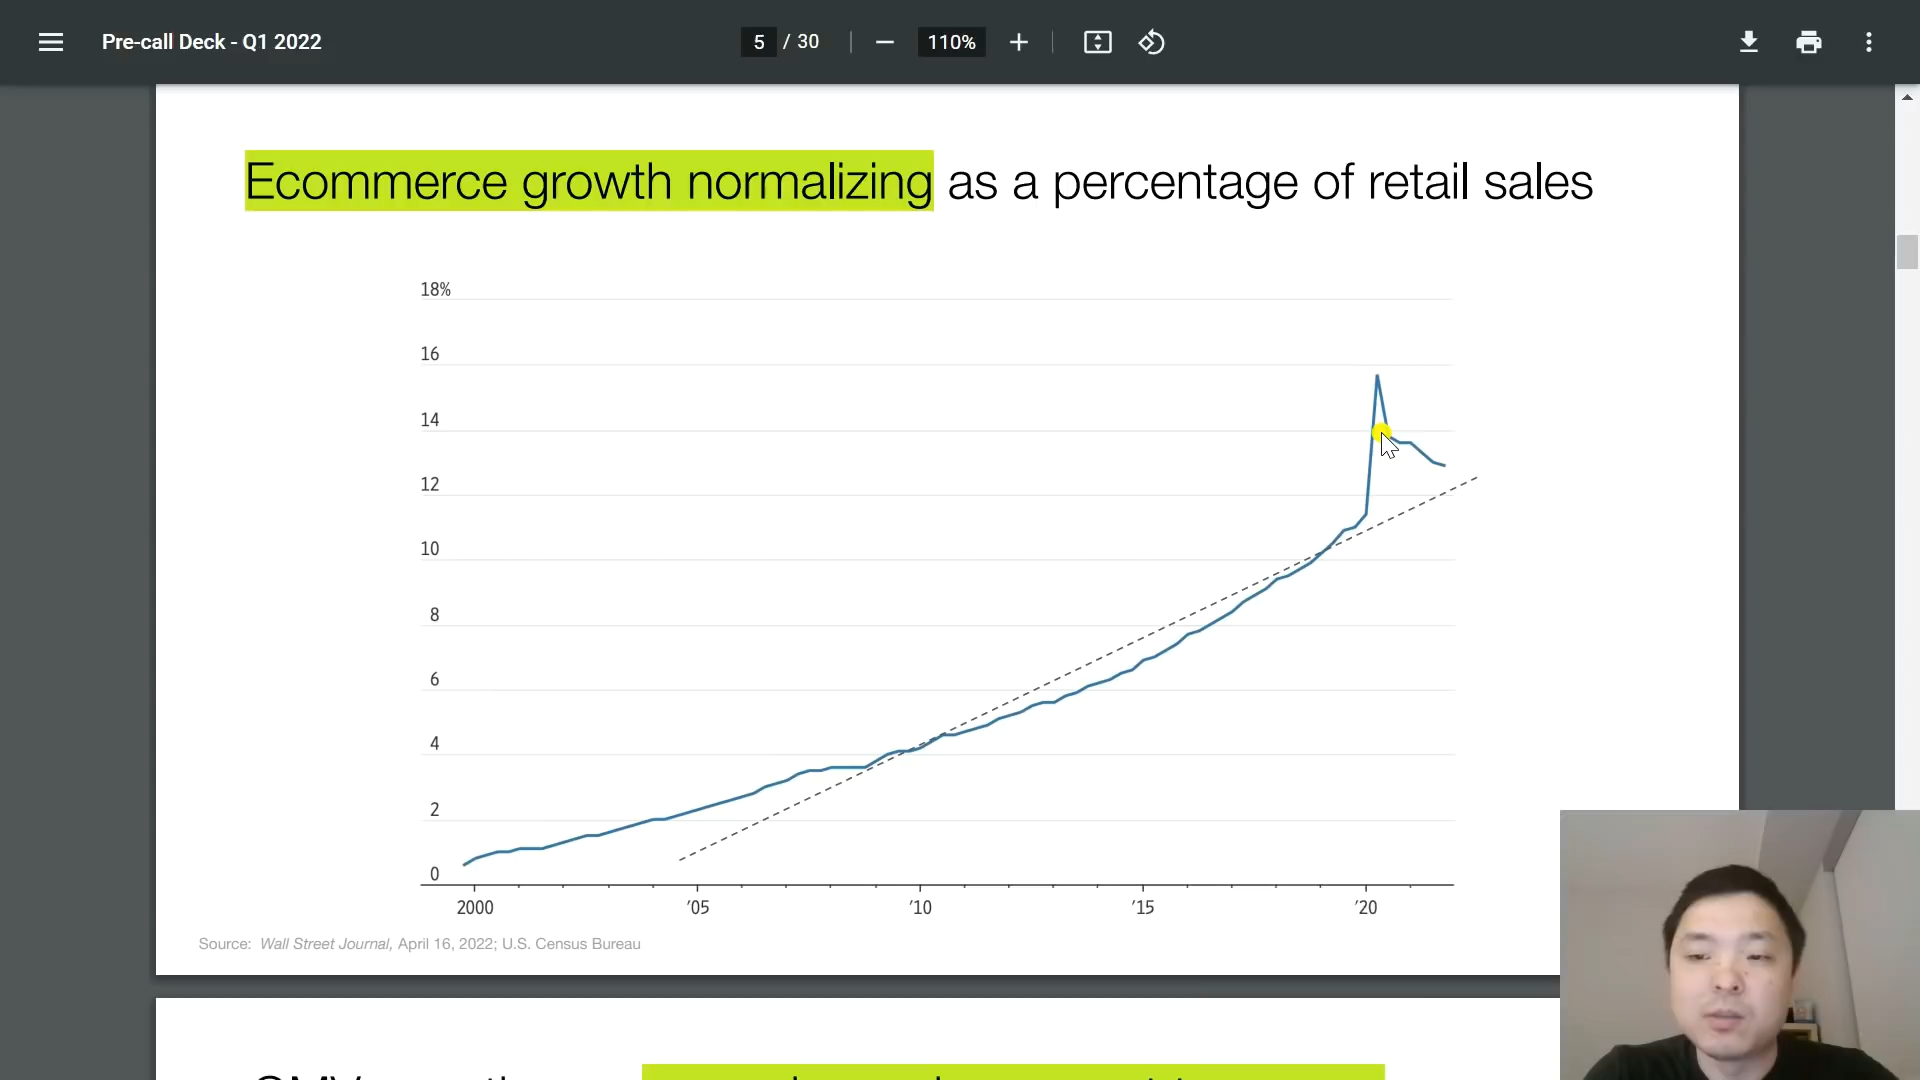 Pre-call Deck - Q1 2022
5 / 30
110%
Ecommerce growth normalizing as a percentage of retail sales
18%
16
14
12
10
8
6
4
2
0
2000 '05 '10 '15 '20
Source: Wall Street Journal, April 16, 2022; U.S. Census Bureau